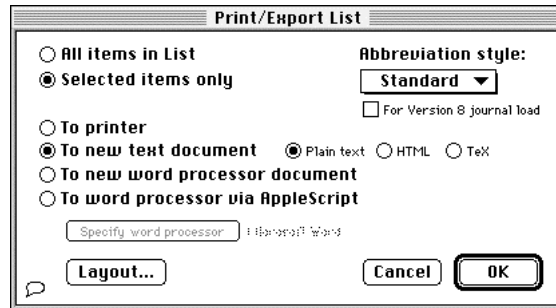 Print/Export List
All items in List
Abbreviation style:
Selected items only
Standard
For Version 8 journal load
To printer
To new text document Plain text HTML TeX
To new word processor document
To word processor via AppleScript
Specify word processor Microsoft Word
Layout...
Cancel OK